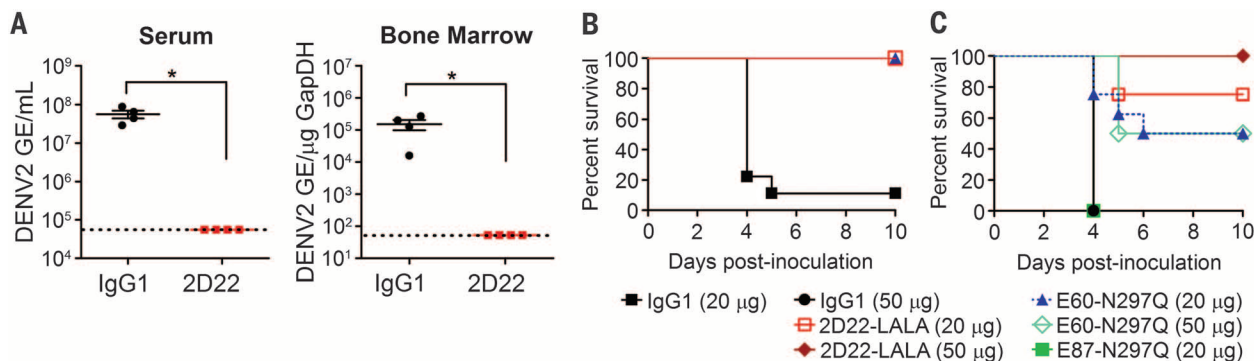 A
Serum
*
DENV2 GE/mL
10⁹
10⁸
10⁷
10⁶
10⁵
10⁴
IgG1 2D22
Bone Marrow
*
DENV2 GE/µg GapDH
10⁷
10⁶
10⁵
10⁴
10³
10²
10¹
IgG1 2D22
B
Percent survival
100
80
60
40
20
0
0 2 4 6 8 10
Days post-inoculation
C
Percent survival
100
80
60
40
20
0
0 2 4 6 8 10
Days post-inoculation
IgG1 (20 µg)
IgG1 (50 µg)
2D22-LALA (20 µg)
2D22-LALA (50 µg)
E60-N297Q (20 µg)
E60-N297Q (50 µg)
E87-N297Q (20 µg)